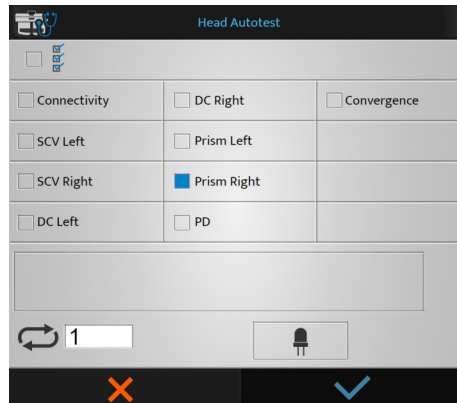 Head Autotest
Connectivity
DC Right
Convergence
SCV Left
Prism Left
SCV Right
Prism Right
DC Left
PD
1